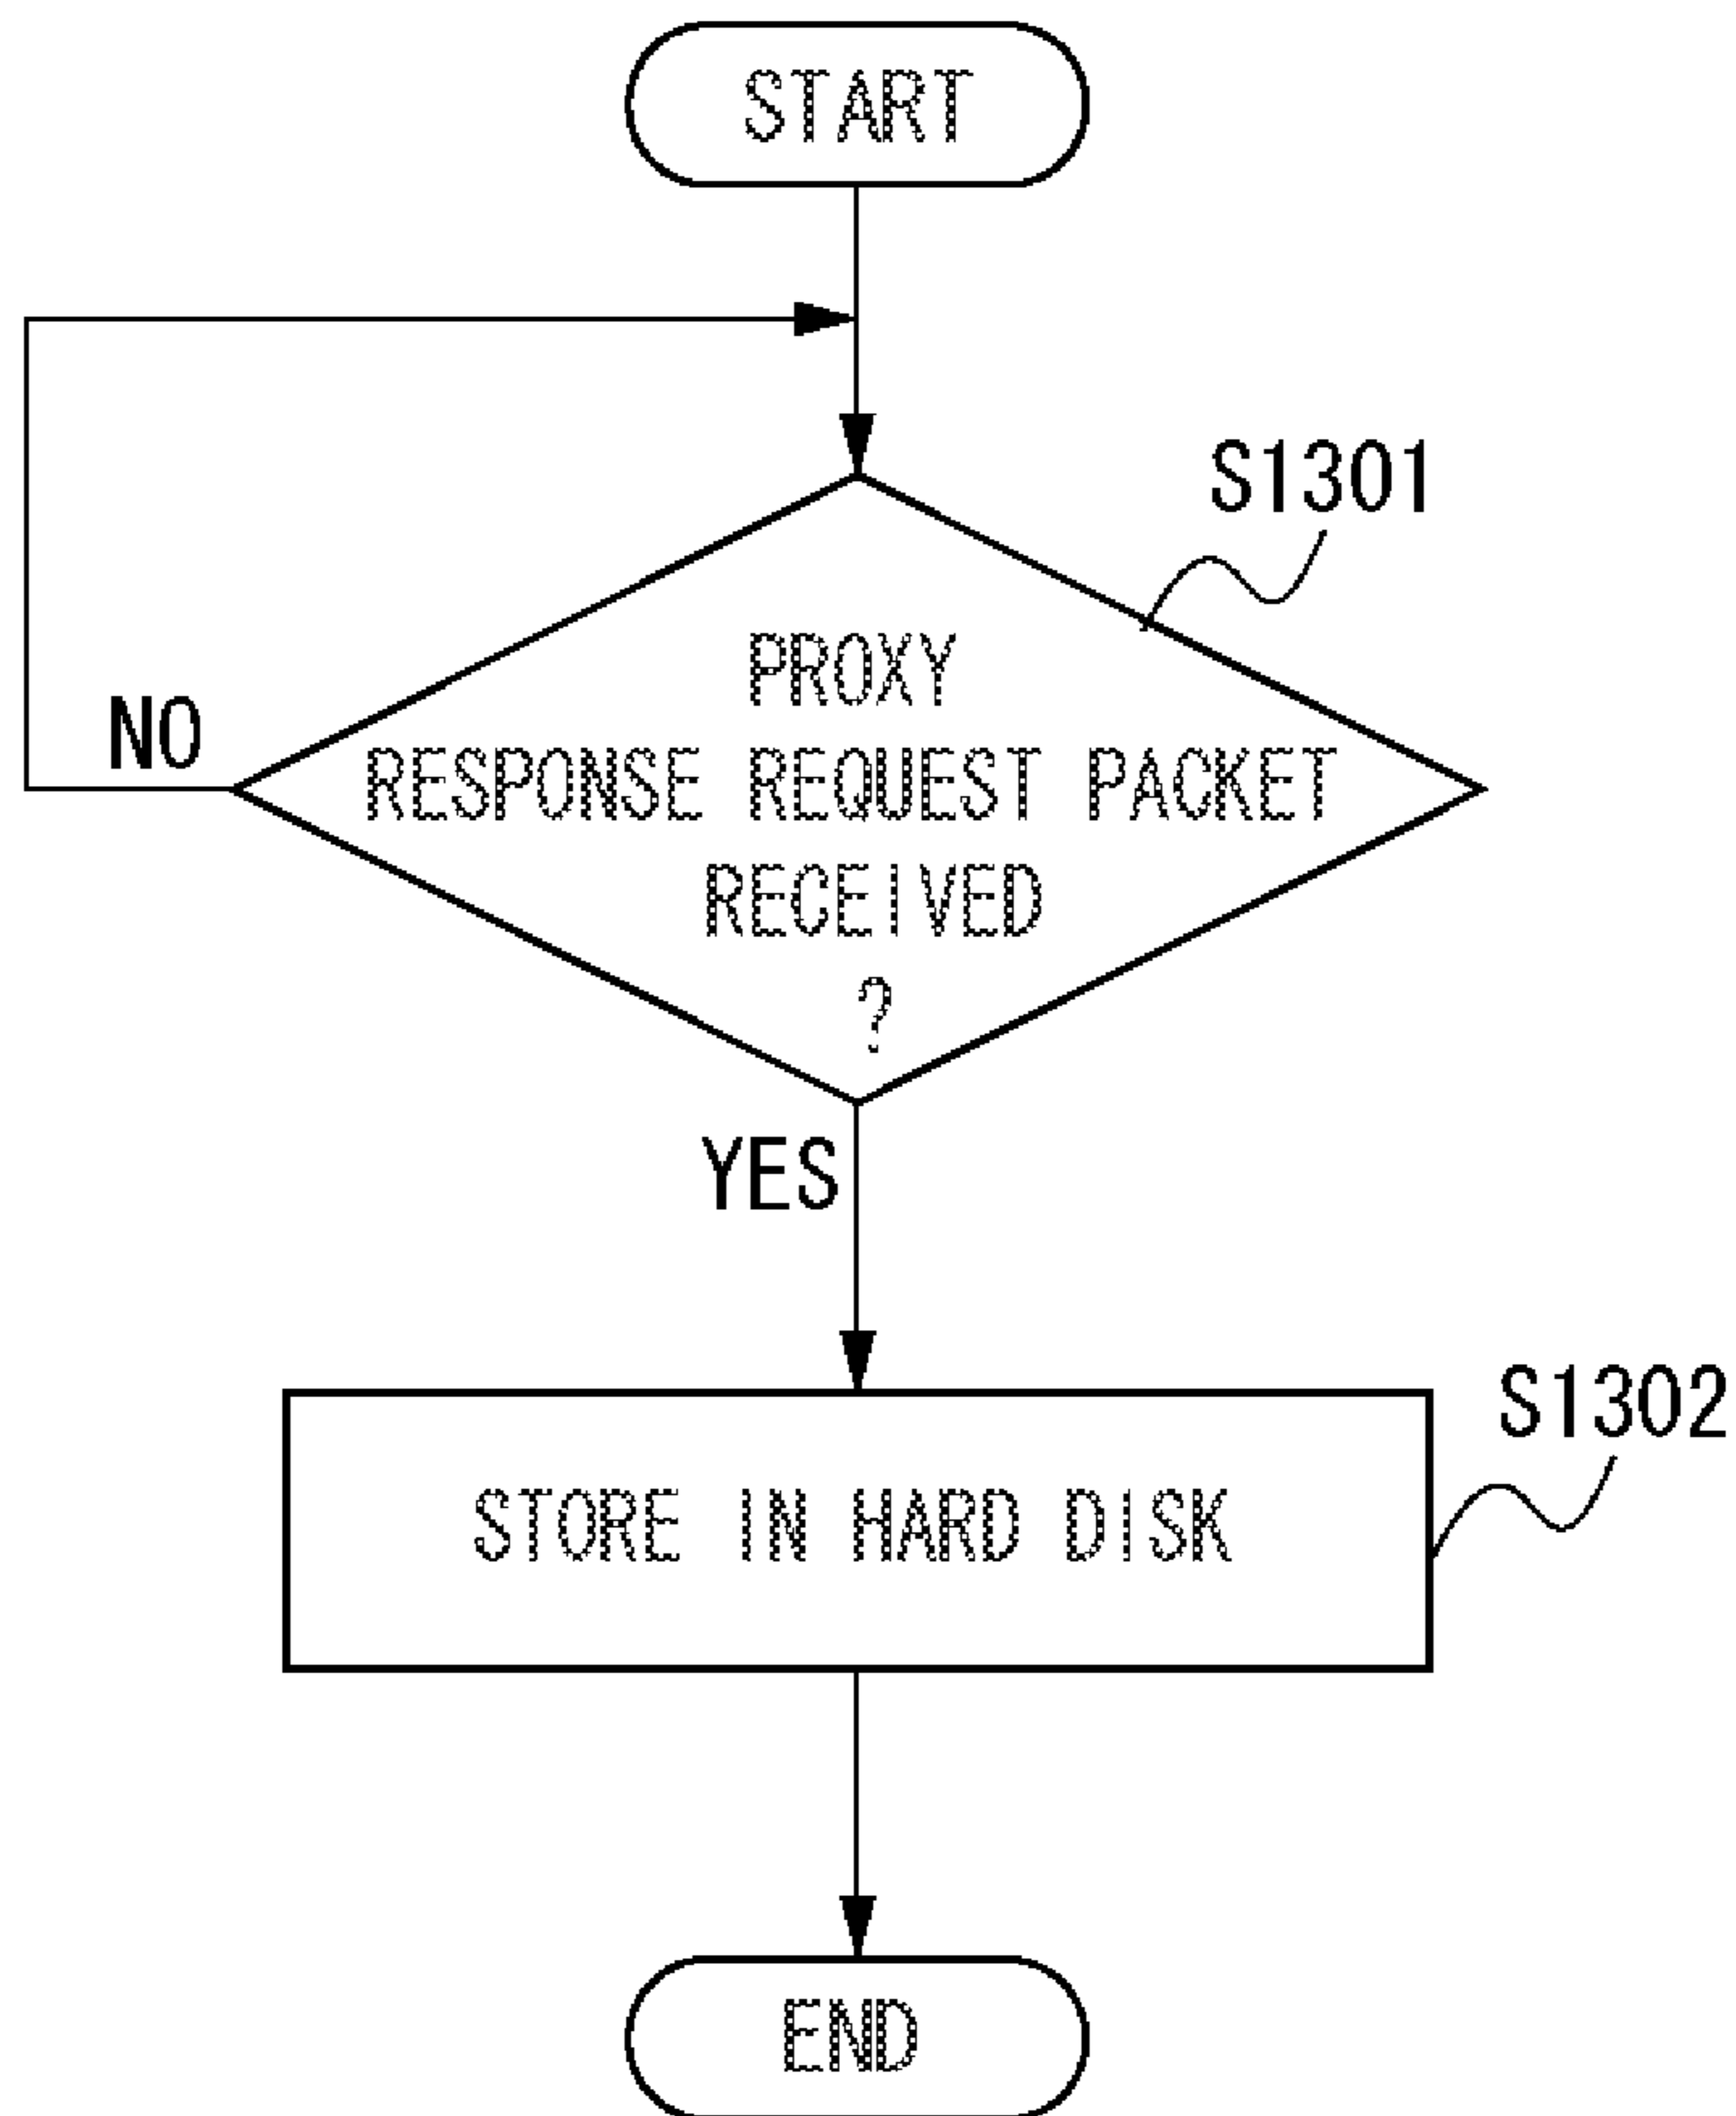 START
S1301
PROXY
RESPONSE REQUEST PACKET
RECEIVED
?
NO
YES
S1302
STORE IN HARD DISK
END